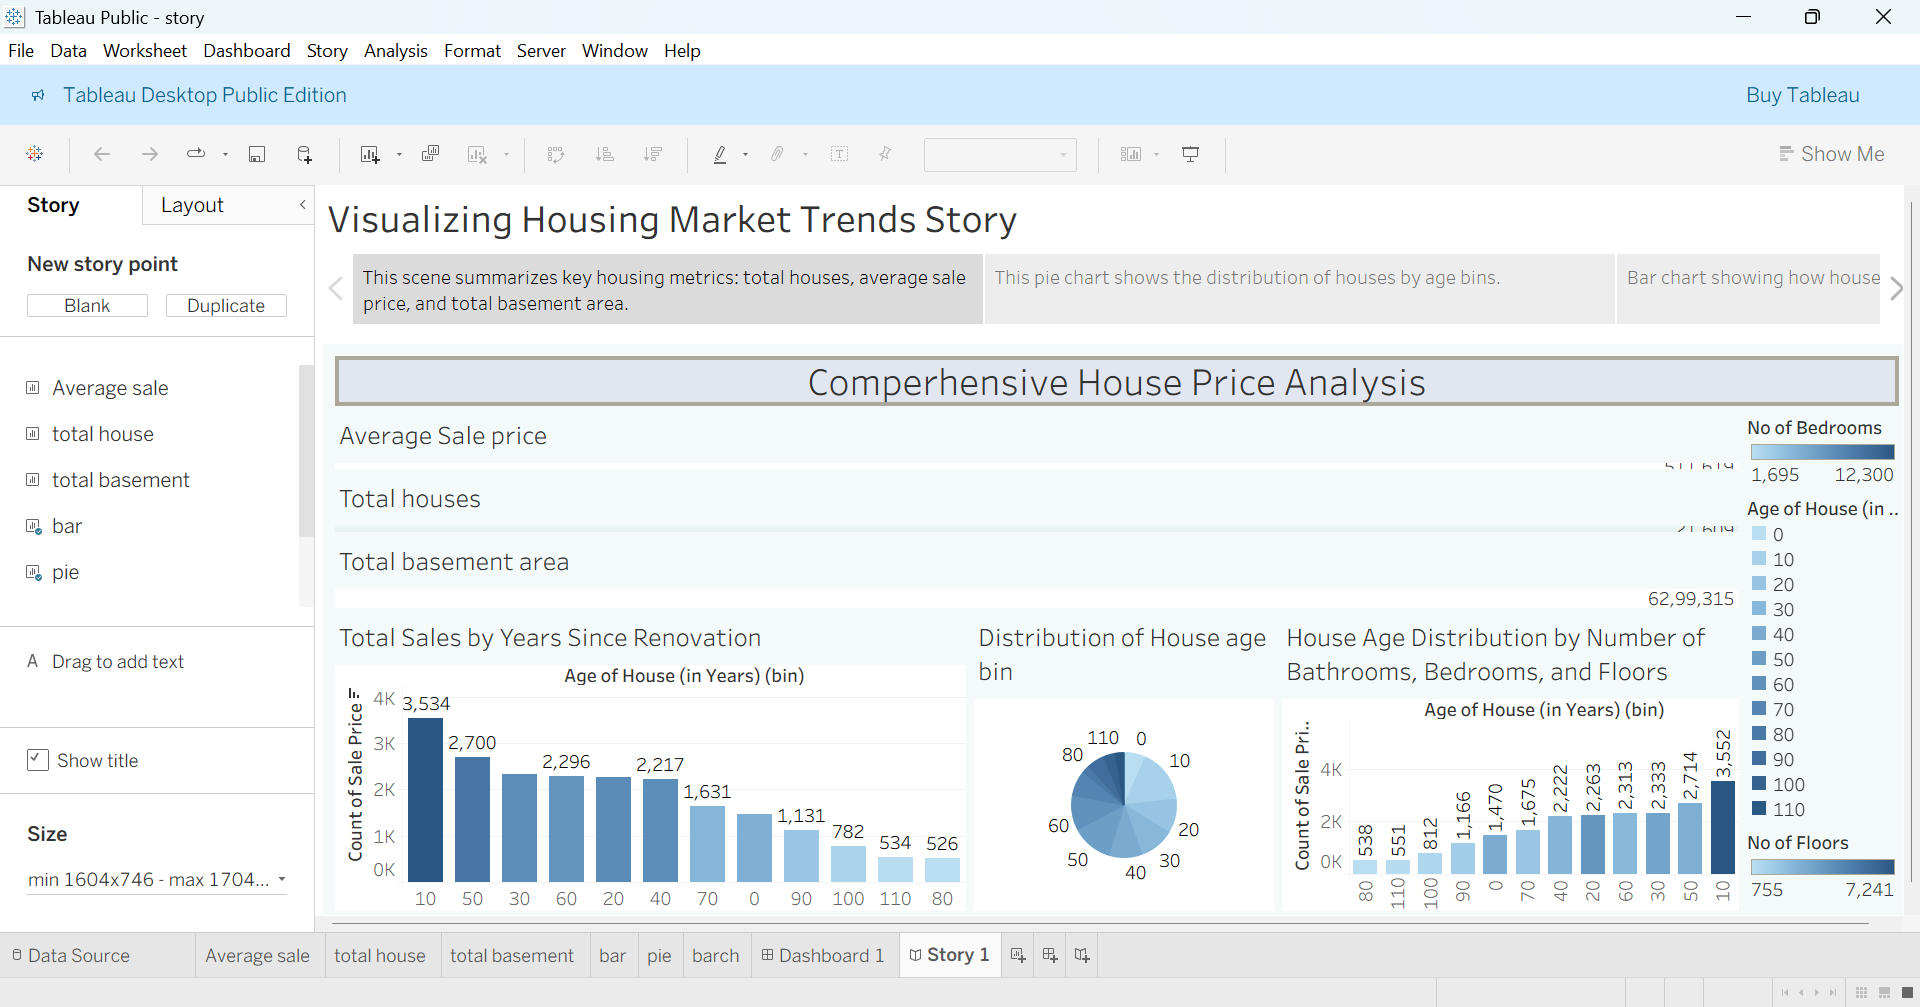 Tableau Public - story
File Data Worksheet Dashboard Story Analysis Format Server Window Help
Tableau Desktop Public Edition
Buy Tableau
Show Me
Story
Layout
New story point
Blank
Duplicate
Average sale
total house
total basement
bar
pie
A Drag to add text
Show title
Size
min 1604x746 - max 1704...
Visualizing Housing Market Trends Story
This scene summarizes key housing metrics: total houses, average sale
price, and total basement area.
This pie chart shows the distribution of houses by age bins.
Bar chart showing how house
Comperhensive House Price Analysis
Average Sale price
Total houses
Total basement area
62,99,315
Total Sales by Years Since Renovation
Age of House (in Years) (bin)
Count of Sale Price
4K
3K
2K
1K
0K
3,534
2,700
2,296
2,217
1,631
1,131
782
534
526
10 50 30 60 20 40 70 0 90 100 110 80
Distribution of House age
bin
110 0
80
10
60
20
50
30
40
House Age Distribution by Number of
Bathrooms, Bedrooms, and Floors
Age of House (in Years) (bin)
Count of Sale Pri..
4K
2K
0K
538
551
812
1,166
1,470
1,675
2,222
2,263
2,313
2,333
2,714
3,552
80 110 100 90 0 70 40 20 60 30 50 10
No of Bedrooms
1,695 12,300
Age of House (in ..
0
10
20
30
40
50
60
70
80
90
100
110
No of Floors
755 7,241
Data Source
Average sale
total house
total basement
bar
pie
barch
Dashboard 1
Story 1